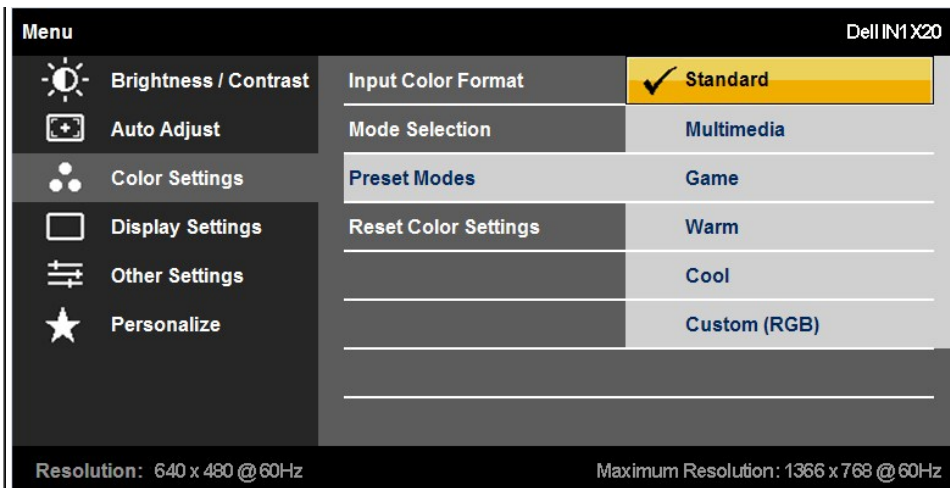 Menu
Dell IN1X20
Brightness / Contrast
Input Color Format
Standard
Auto Adjust
Mode Selection
Multimedia
Color Settings
Preset Modes
Game
Display Settings
Reset Color Settings
Warm
Other Settings
Cool
Personalize
Custom (RGB)
Resolution: 640 x 480 @60Hz
Maximum Resolution: 1366 x 768 @60Hz